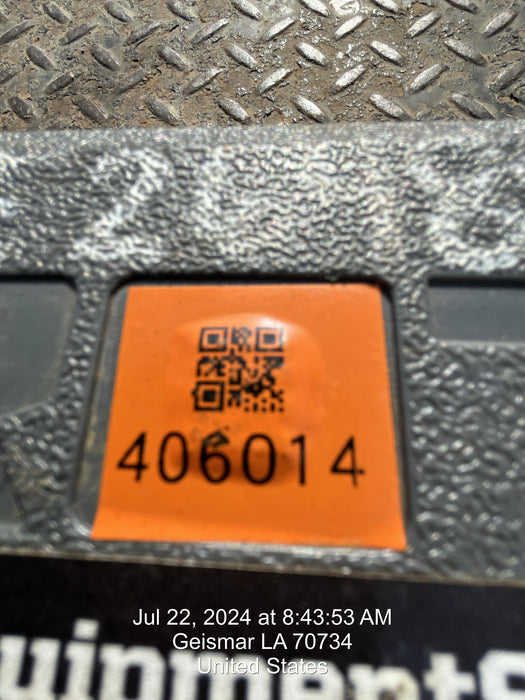 406014
Jul 22, 2024 at 8:43:53 AM
Geismar LA 70734
United States